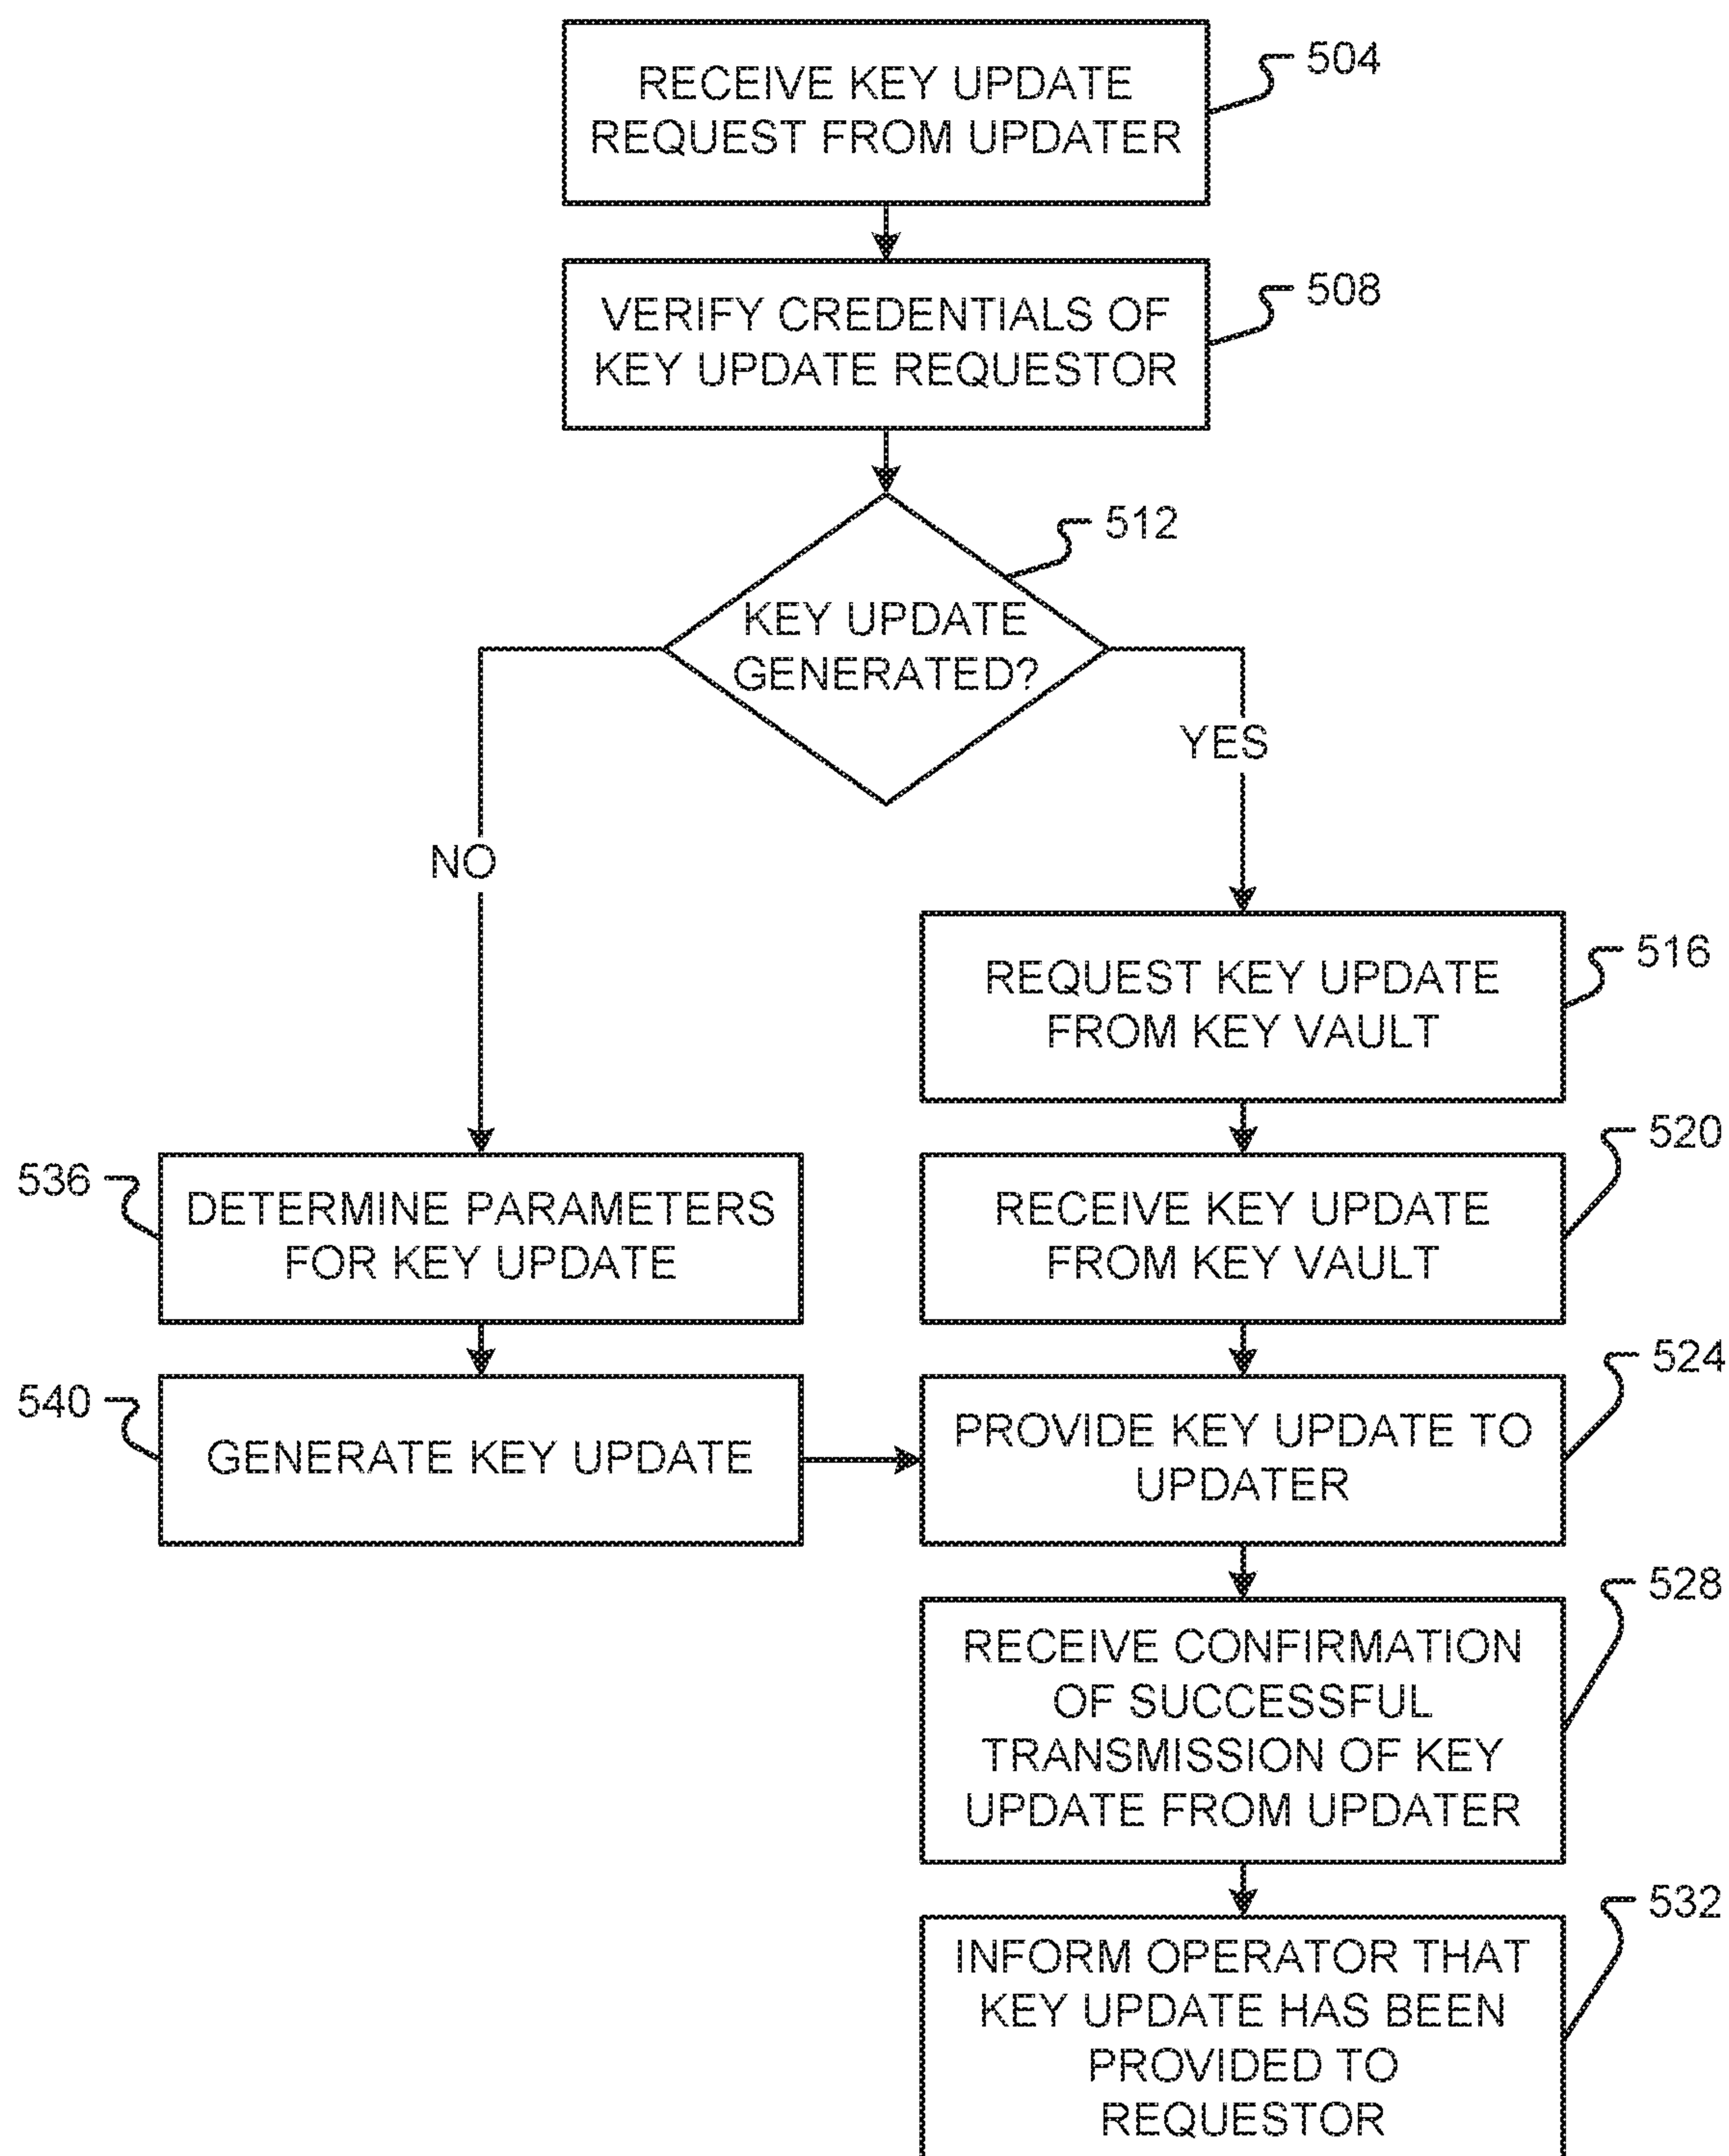 RECEIVE KEY UPDATE
REQUEST FROM UPDATER
504
VERIFY CREDENTIALS OF
KEY UPDATE REQUESTOR
508
512
KEY UPDATE
GENERATED?
YES
NO
REQUEST KEY UPDATE
FROM KEY VAULT
516
520
536
DETERMINE PARAMETERS
FOR KEY UPDATE
RECEIVE KEY UPDATE
FROM KEY VAULT
524
540
GENERATE KEY UPDATE
PROVIDE KEY UPDATE TO
UPDATER
528
RECEIVE CONFIRMATION
OF SUCCESSFUL
TRANSMISSION OF KEY
UPDATE FROM UPDATER
532
INFORM OPERATOR THAT
KEY UPDATE HAS BEEN
PROVIDED TO
REQUESTOR